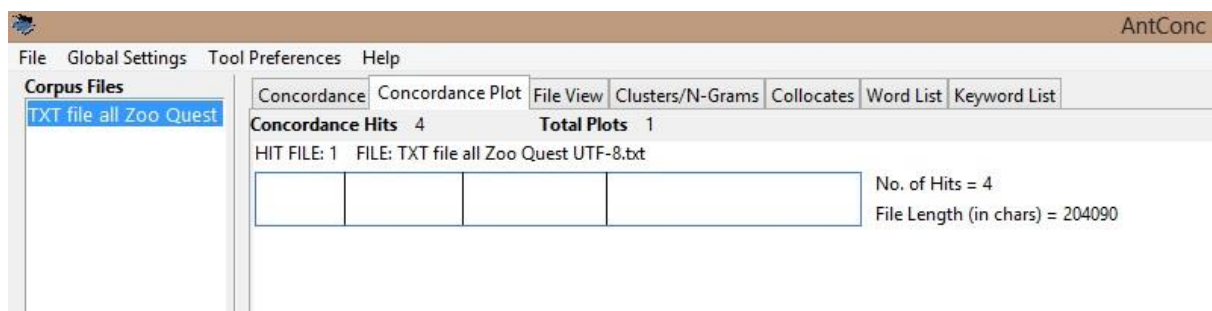 AntConc
File Global Settings Tool Preferences Help
Corpus Files
TXT file all Zoo Quest
Concordance Concordance Plot File View Clusters/N-Grams Collocates Word List Keyword List
Concordance Hits 4 Total Plots 1
HIT FILE: 1 FILE: TXT file all Zoo Quest UTF-8.txt
No. of Hits = 4
File Length (in chars) = 204090